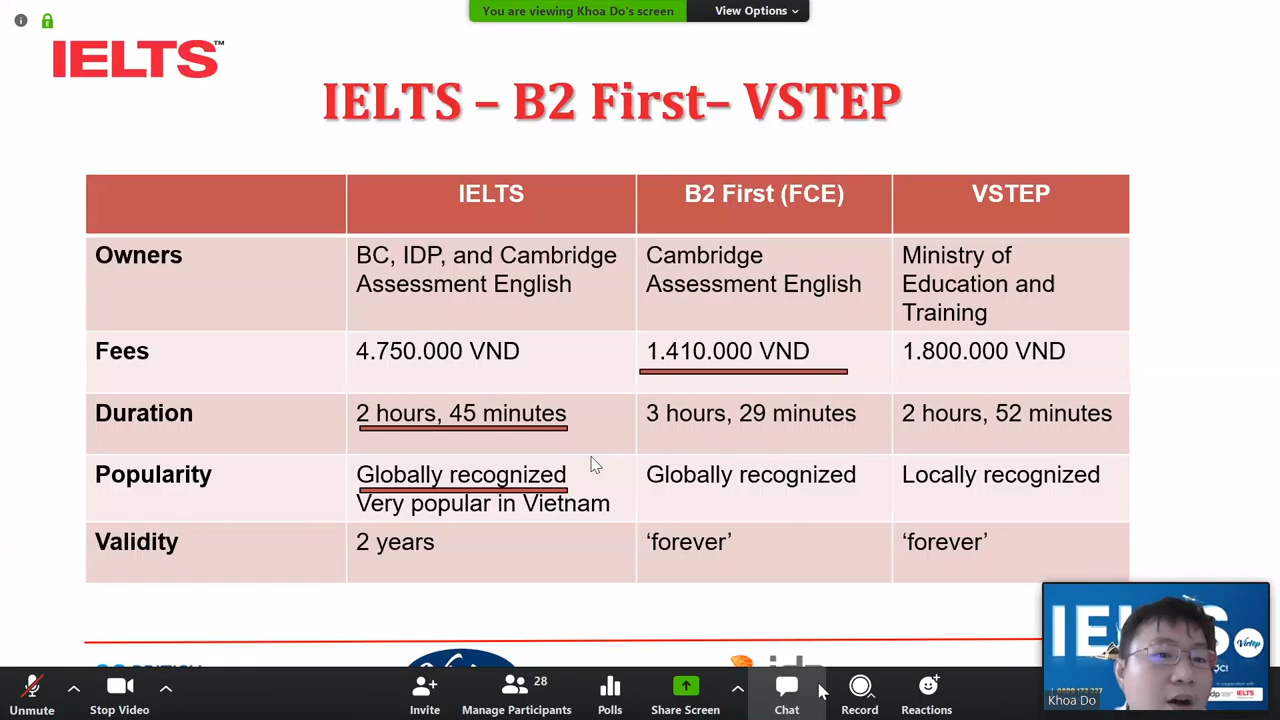 You are viewing Khoa Do's screen
View Options
IELTS™
IELTS – B2 First– VSTEP
IELTS
B2 First (FCE)
VSTEP
Owners
BC, IDP, and Cambridge
Assessment English
Cambridge
Assessment English
Ministry of
Education and
Training
Fees
4.750.000 VND
1.410.000 VND
1.800.000 VND
Duration
2 hours, 45 minutes
3 hours, 29 minutes
2 hours, 52 minutes
Popularity
Globally recognized
Very popular in Vietnam
Globally recognized
Locally recognized
Validity
2 years
‘forever’
‘forever’
Khoa Do
Unmute
Stop Video
Invite
28
Manage Participants
Polls
Share Screen
Chat
Record
Reactions